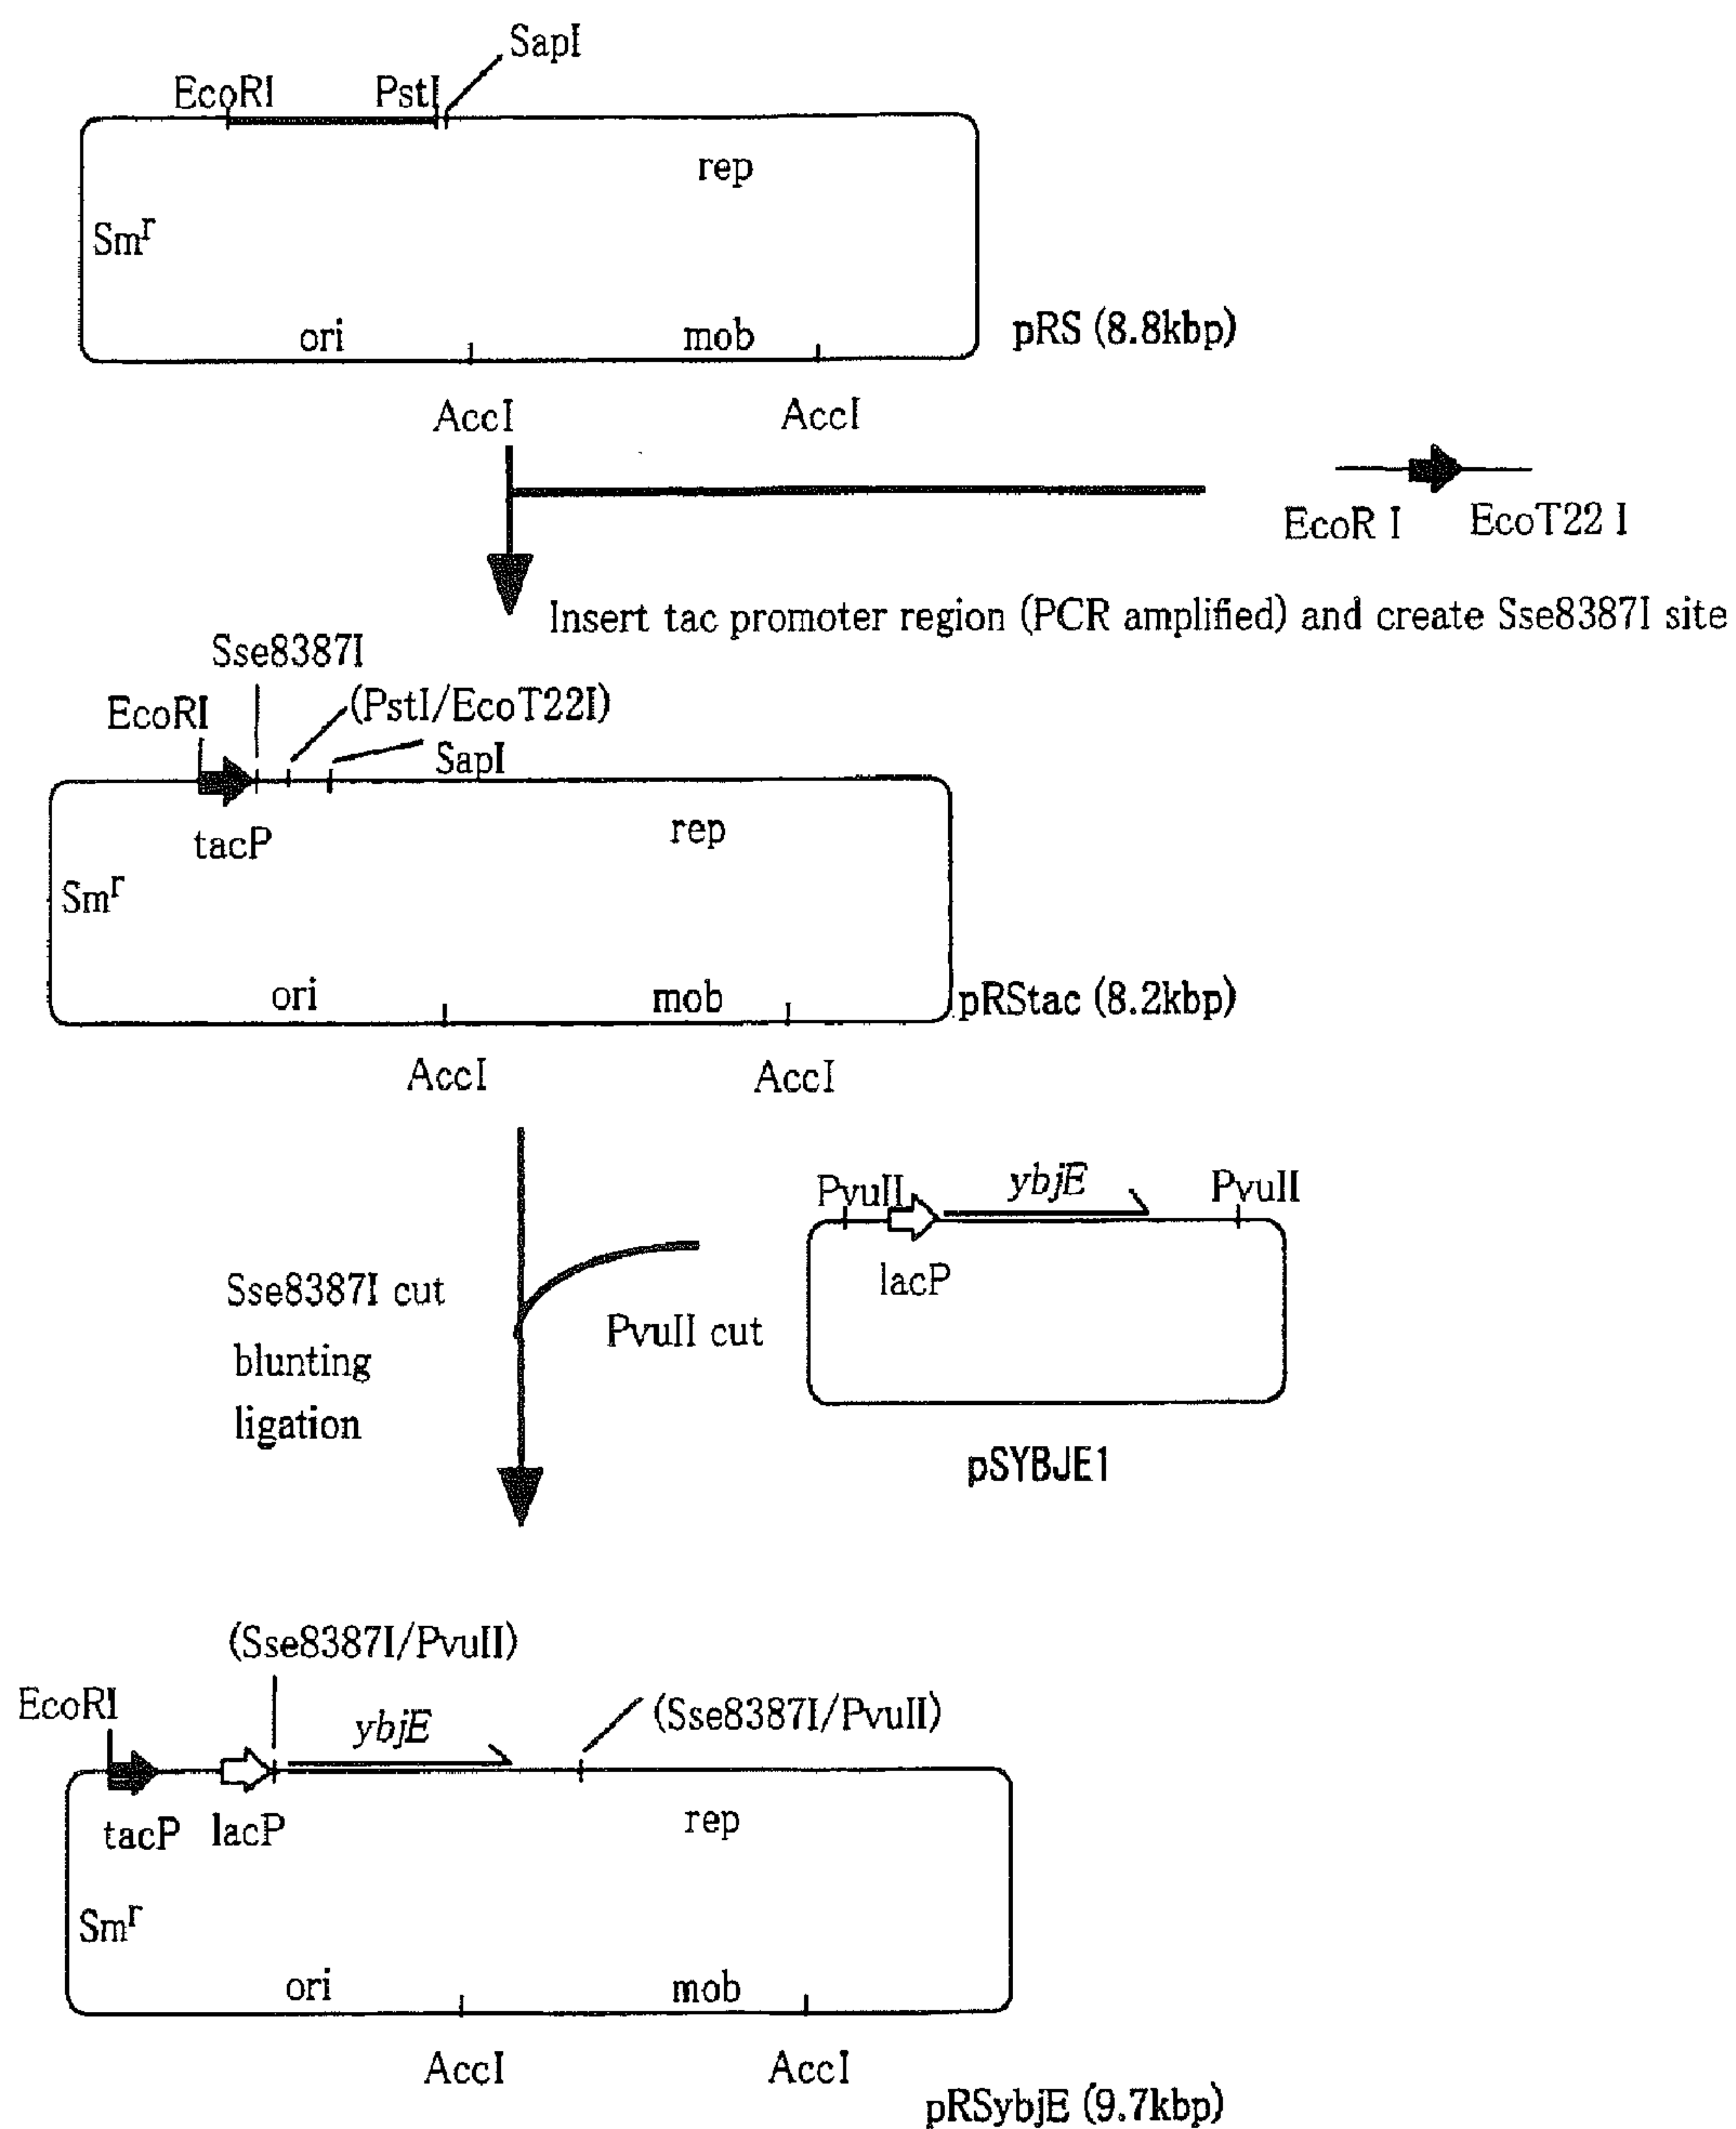 SapI
EcoRI PstI
rep
Smr
ori mob
pRS (8.8kbp)
AccI AccI
EcoR I EcoT22 I
Insert tac promoter region (PCR amplified) and create Sse8387I site
Sse8387I
EcoRI (PstI/EcoT22I)
SapI
tacP rep
Smr
ori mob
pRStac (8.2kbp)
AccI AccI
PvuII ybjE PvuII
lacP
Sse8387I cut
PvuII cut
blunting
ligation
pSYBJE1
(Sse8387I/PvuII)
EcoRI ybjE (Sse8387I/PvuII)
tacP lacP rep
Smr
ori mob
AccI AccI
pRSybjE (9.7kbp)